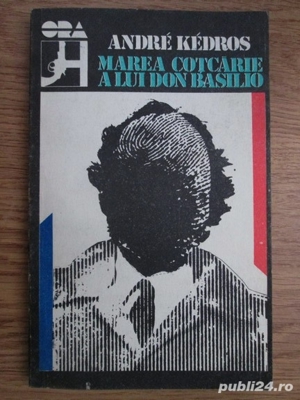 ORA
H
ANDRÉ KÉDROS
MAREA COTCĂRIE
A LUI DON BASILIO
publi24.ro